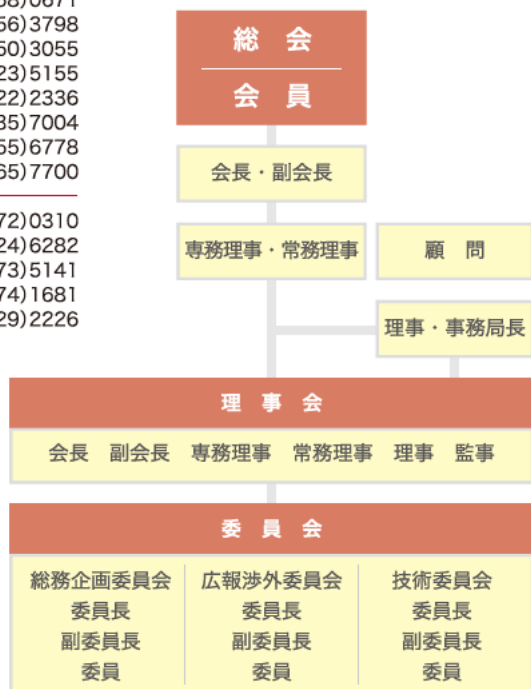 56)3798
50)3055
23)5155
22)2336
35)7004
55)6778
65)7700
72)0310
24)6282
73)5141
74)1681
29)2226
総 会
会 員
会長・副会長
専務理事・常務理事
顧 問
理事・事務局長
理 事 会
会長 副会長 専務理事 常務理事 理事 監事
委 員 会
総務企画委員会
委員長
副委員長
委員
広報渉外委員会
委員長
副委員長
委員
技術委員会
委員長
副委員長
委員